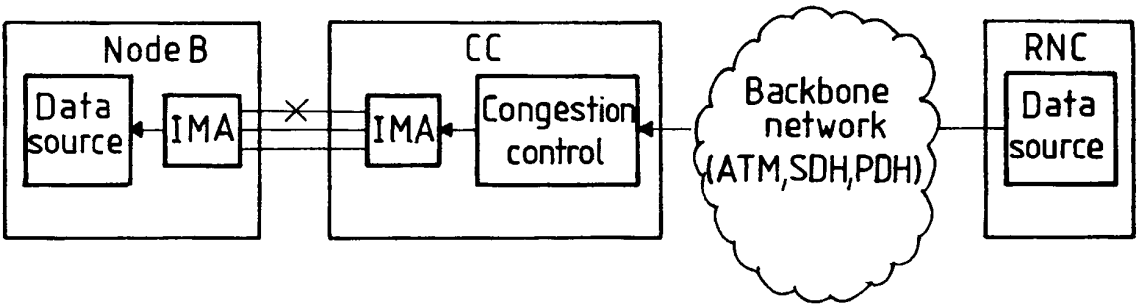 Node B
Data
source
IMA
CC
IMA
Congestion
control
Backbone
network
(ATM,SDH,PDH)
RNC
Data
source